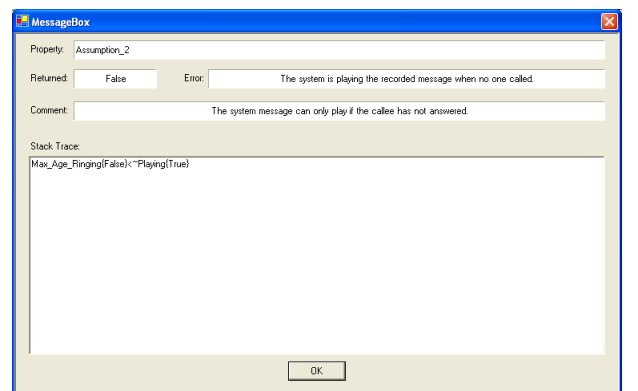 MessageBox
Property: Assumption_2
Returned: False Error: The system is playing the recorded message when no one called.
Comment: The system message can only play if the callee has not answered.
Stack Trace:
Max_Age_Ringing{False}<~Playing{True}
OK